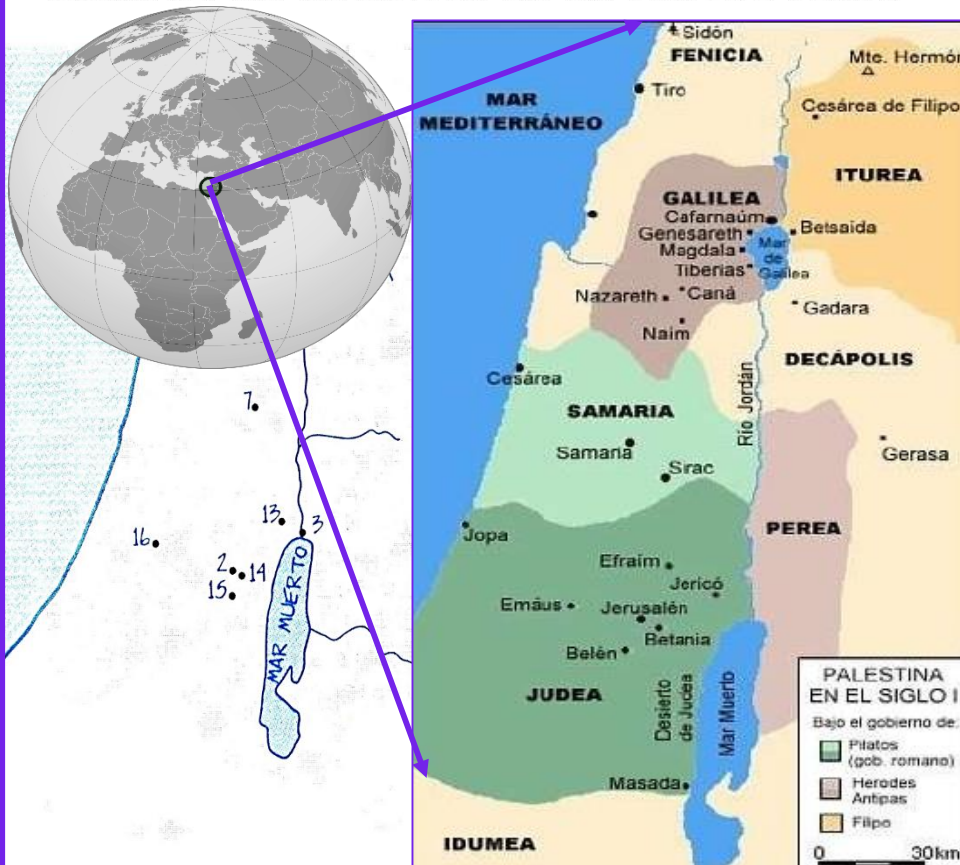 7
13
3
16
2
14
15
MAR MUERTO
Sidón
FENICIA
Mte. Hermón
Tiro
MAR
MEDITERRÁNEO
Cesárea de Filipo
ITUREA
GALILEA
Cafarnaúm
Genesareth
Betsaida
Magdala
Mar
de
Galilea
Tiberias
Nazareth
Caná
Gadara
Naim
DECÁPOLIS
Cesárea
SAMARIA
Río Jordán
Samaria
Gerasa
Sirac
Jopa
PEREA
Efraím
Jericó
Emáus
Jerusalén
Betania
Belén
JUDEA
Desierto
de Judea
Mar Muerto
Masada
IDUMEA
PALESTINA
EN EL SIGLO I
Bajo el gobierno de:
Pilatos
(gob. romano)
Herodes
Antipas
Filipo
0 30km